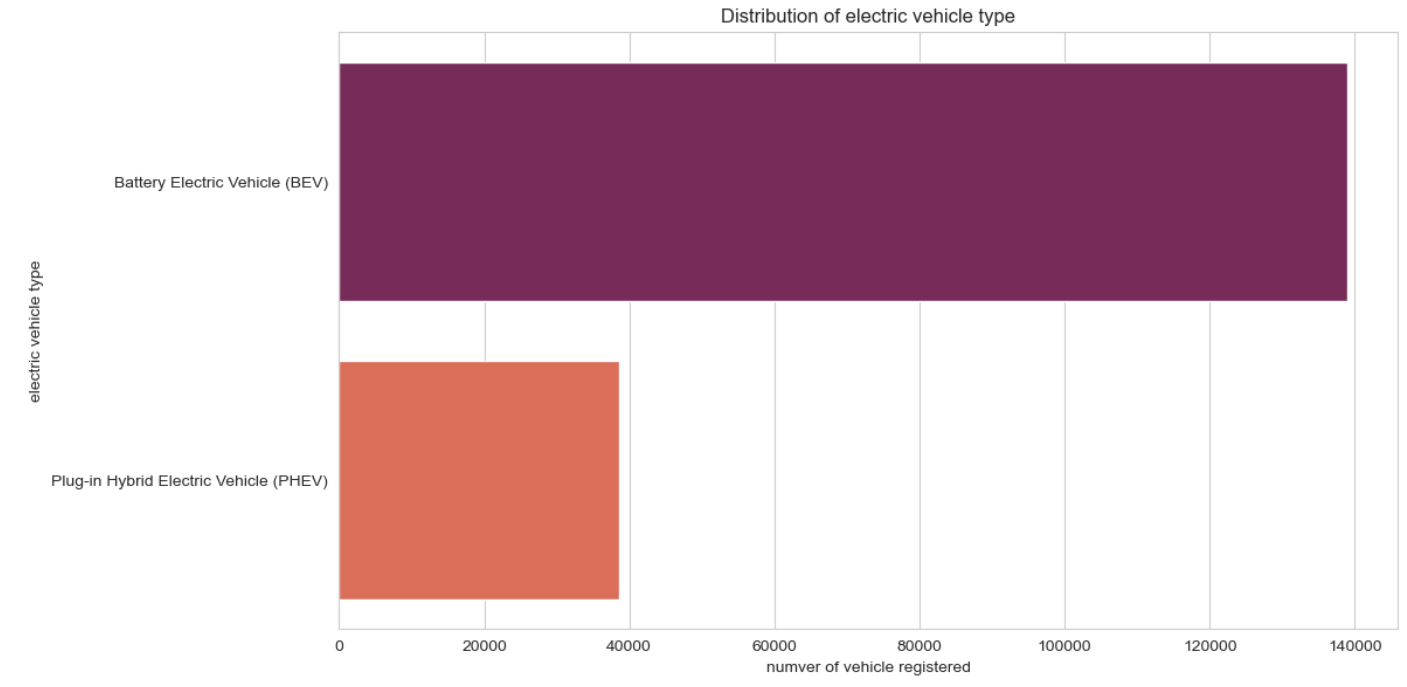 Distribution of electric vehicle type
electric vehicle type
Battery Electric Vehicle (BEV)
Plug-in Hybrid Electric Vehicle (PHEV)
0 20000 40000 60000 80000 100000 120000 140000
numver of vehicle registered